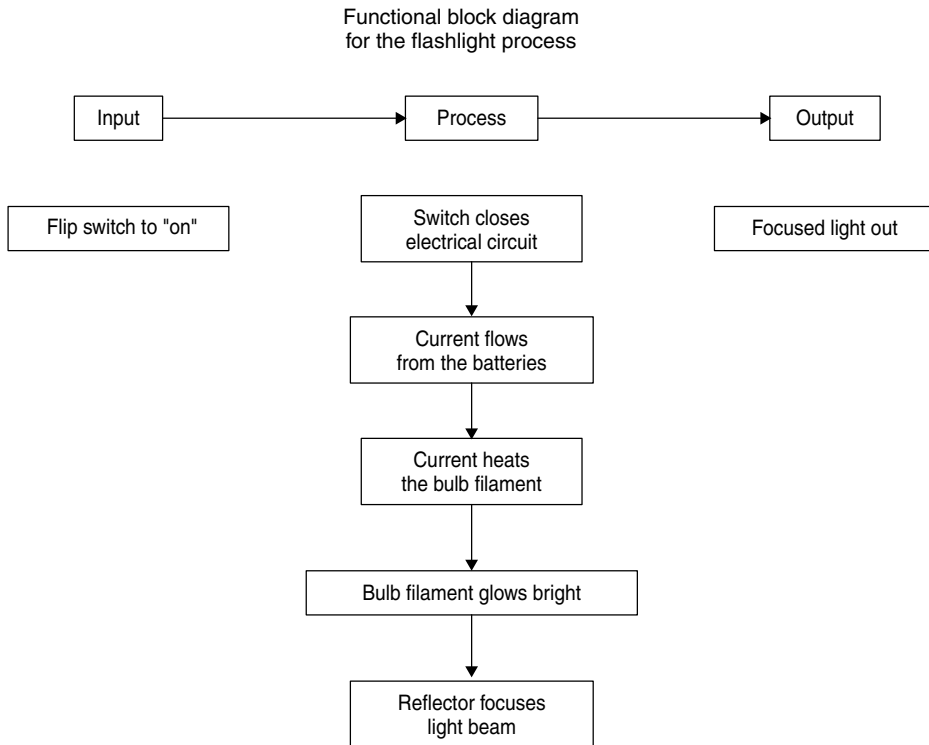 Functional block diagram
for the flashlight process
Input
Process
Output
Flip switch to "on"
Switch closes
electrical circuit
Focused light out
Current flows
from the batteries
Current heats
the bulb filament
Bulb filament glows bright
Reflector focuses
light beam